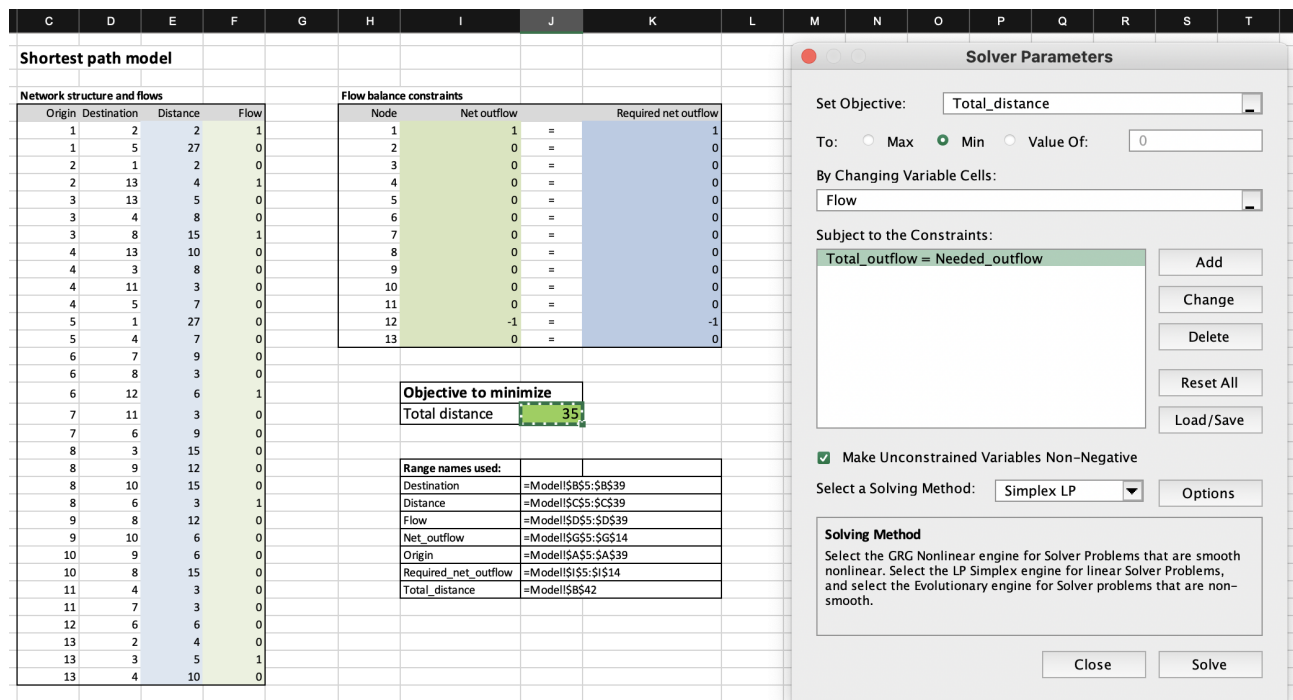 C D E F G H I J K L M N O P Q R S T
Shortest path model
Network structure and flows
Origin Destination Distance Flow
1 2 2 1
1 5 27 0
2 1 2 0
2 13 4 1
3 13 5 0
3 4 8 0
3 8 15 1
4 13 10 0
4 3 8 0
4 11 3 0
4 5 7 0
5 1 27 0
5 4 7 0
6 7 9 0
6 8 3 0
6 12 6 1
7 11 3 0
7 6 9 0
8 3 15 0
8 9 12 0
8 10 15 0
8 6 3 1
9 8 12 0
9 10 6 0
10 9 6 0
10 8 15 0
11 4 3 0
11 7 3 0
12 6 6 0
13 2 4 0
13 3 5 1
13 4 10 0
Flow balance constraints
Node Net outflow Required net outflow
1 1 = 1
2 0 = 0
3 0 = 0
4 0 = 0
5 0 = 0
6 0 = 0
7 0 = 0
8 0 = 0
9 0 = 0
10 0 = 0
11 0 = 0
12 -1 = -1
13 0 = 0
Objective to minimize
Total distance 35
Range names used:
Destination =Model!$B$5:$B$39
Distance =Model!$C$5:$C$39
Flow =Model!$D$5:$D$39
Net_outflow =Model!$G$5:$G$14
Origin =Model!$A$5:$A$39
Required_net_outflow =Model!$I$5:$I$14
Total_distance =Model!$B$42
Solver Parameters
Set Objective: Total_distance
To: Max Min Value Of: 0
By Changing Variable Cells:
Flow
Subject to the Constraints:
Total_outflow = Needed_outflow
Add
Change
Delete
Reset All
Load/Save
Make Unconstrained Variables Non-Negative
Select a Solving Method: Simplex LP Options
Solving Method
Select the GRG Nonlinear engine for Solver Problems that are smooth
nonlinear. Select the LP Simplex engine for linear Solver Problems,
and select the Evolutionary engine for Solver problems that are non-
smooth.
Close Solve